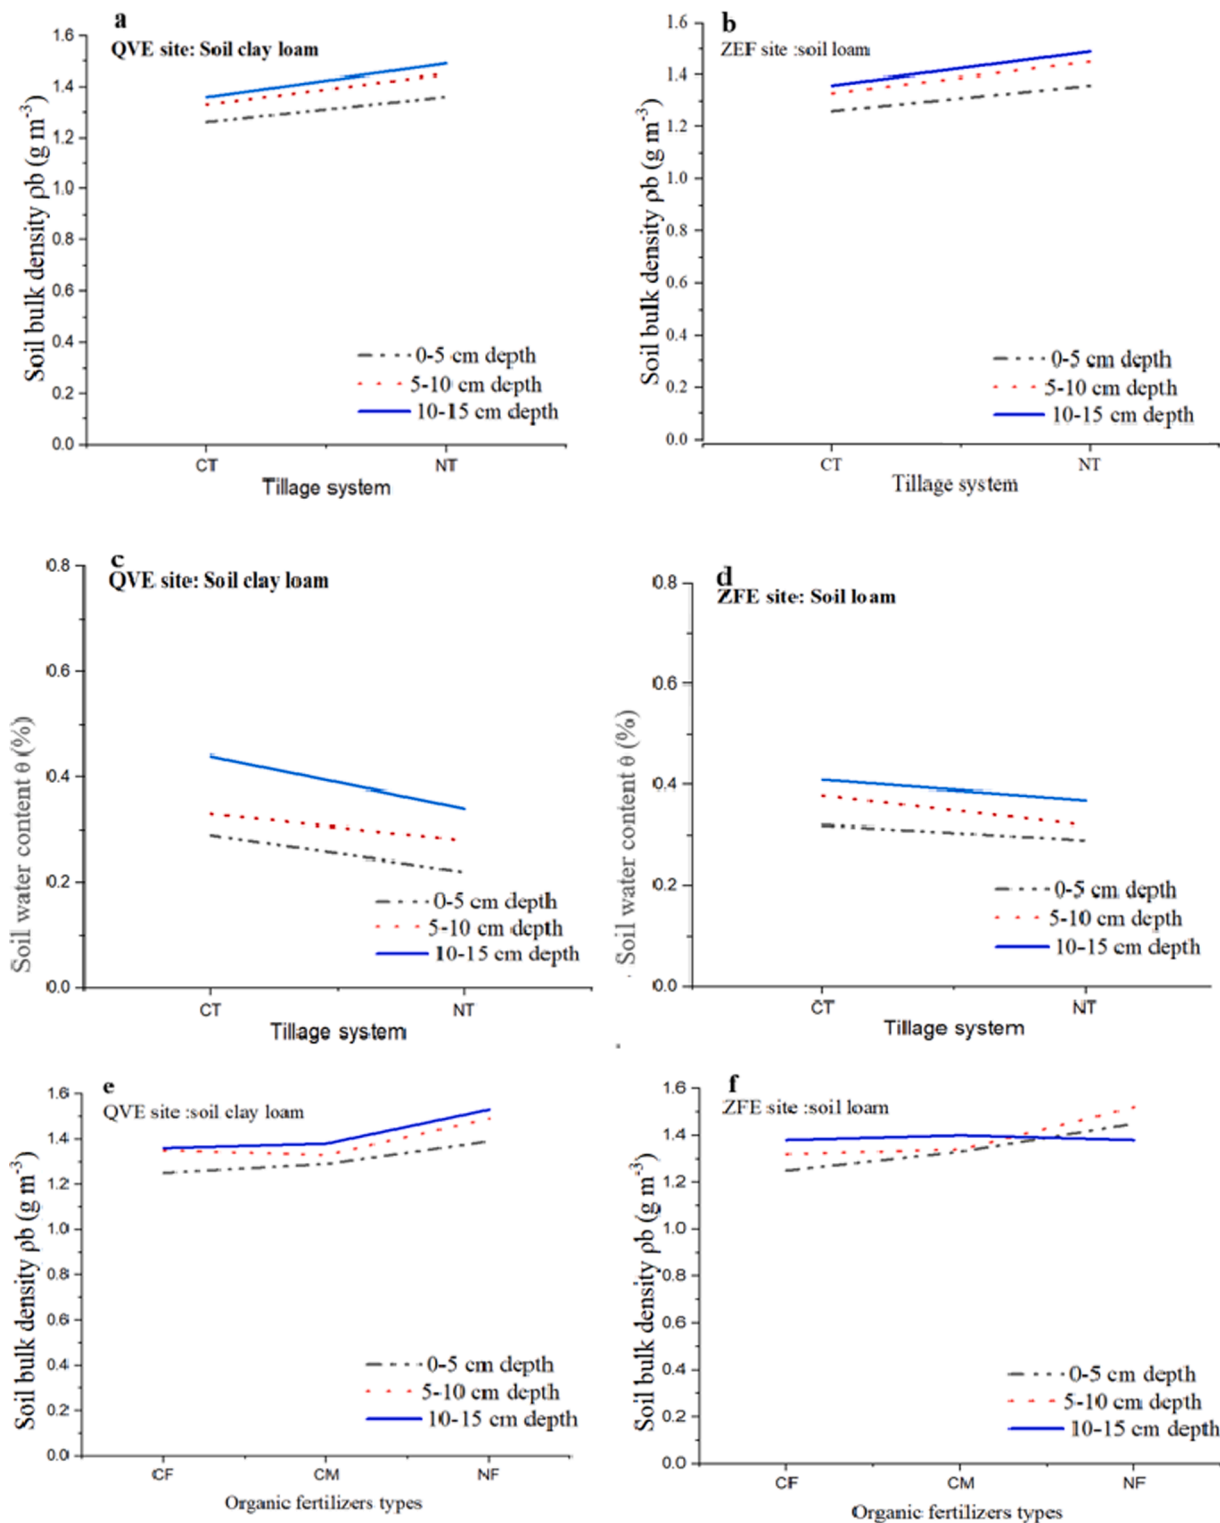 a
QVE site: Soil clay loam
Soil bulk density ρb (g m⁻³)
1.6
1.4
1.2
1.0
0.8
0.6
0.4
0.2
0.0
0-5 cm depth
5-10 cm depth
10-15 cm depth
CT
NT
Tillage system
b
ZEF site :soil loam
Soil bulk density ρb (g m⁻³)
1.6
1.4
1.2
1.0
0.8
0.6
0.4
0.2
0.0
0-5 cm depth
5-10 cm depth
10-15 cm depth
CT
NT
Tillage system
c
QVE site: Soil clay loam
Soil water content θ (%)
0.8
0.6
0.4
0.2
0.0
0-5 cm depth
5-10 cm depth
10-15 cm depth
CT
NT
Tillage system
d
ZFE site: Soil loam
Soil water content θ (%)
0.8
0.6
0.4
0.2
0.0
0-5 cm depth
5-10 cm depth
10-15 cm depth
CT
NT
Tillage system
e
QVE site :soil clay loam
Soil bulk density ρb (g m⁻³)
1.6
1.4
1.2
1.0
0.8
0.6
0.4
0.2
0.0
0-5 cm depth
5-10 cm depth
10-15 cm depth
CF
CM
NF
Organic fertilizers types
f
ZFE site :soil loam
Soil bulk density ρb (g m⁻³)
1.6
1.4
1.2
1.0
0.8
0.6
0.4
0.2
0.0
0-5 cm depth
5-10 cm depth
10-15 cm depth
CF
CM
NF
Organic fertilizers types